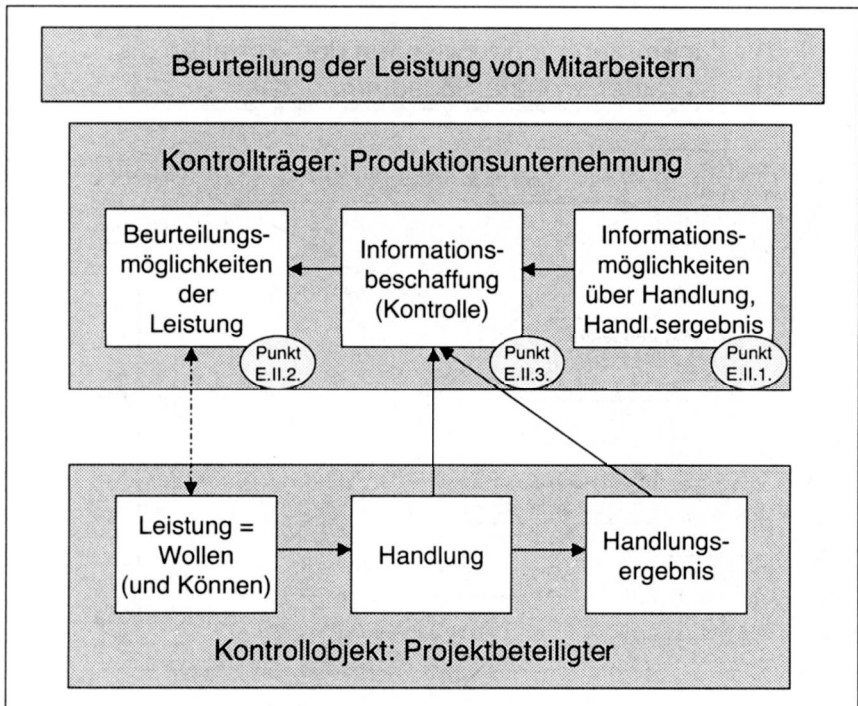 Beurteilung der Leistung von Mitarbeitern
Kontrollträger: Produktionsunternehmung
Beurteilungs-
möglichkeiten
der
Leistung
Punkt
E.II.2.
Informations-
beschaffung
(Kontrolle)
Punkt
E.II.3.
Informations-
möglichkeiten
über Handlung,
Handl.sergebnis
Punkt
E.II.1.
Leistung =
Wollen
(und Können)
Handlung
Handlungs-
ergebnis
Kontrollobjekt: Projektbeteiligter